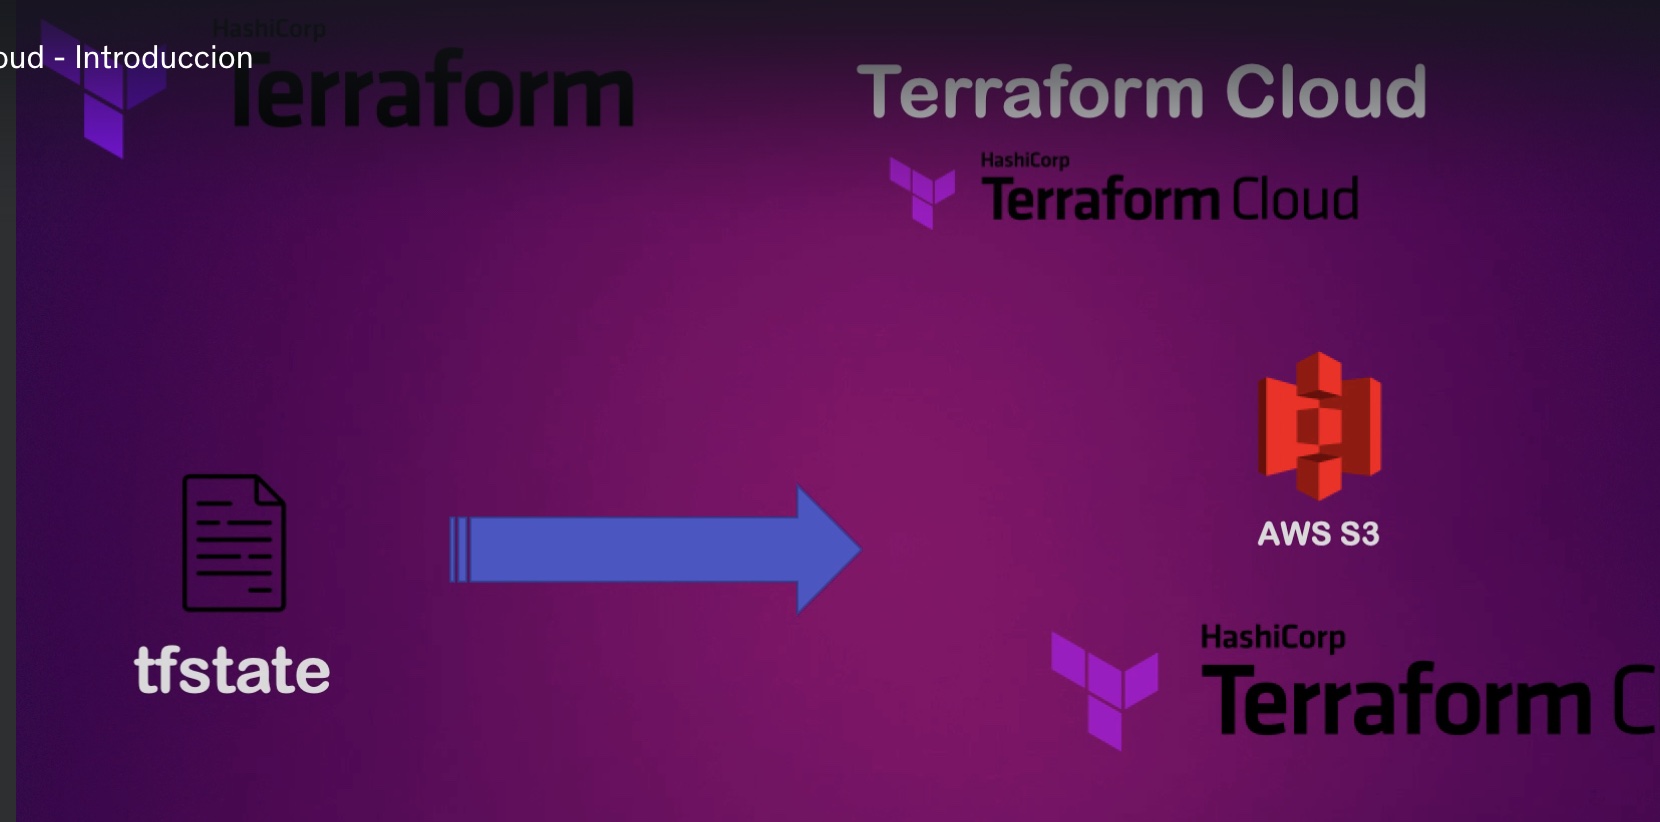 HashiCorp
oud - Introduccion
Terraform
Terraform Cloud
HashiCorp
Terraform Cloud
AWS S3
tfstate
HashiCorp
Terraform C